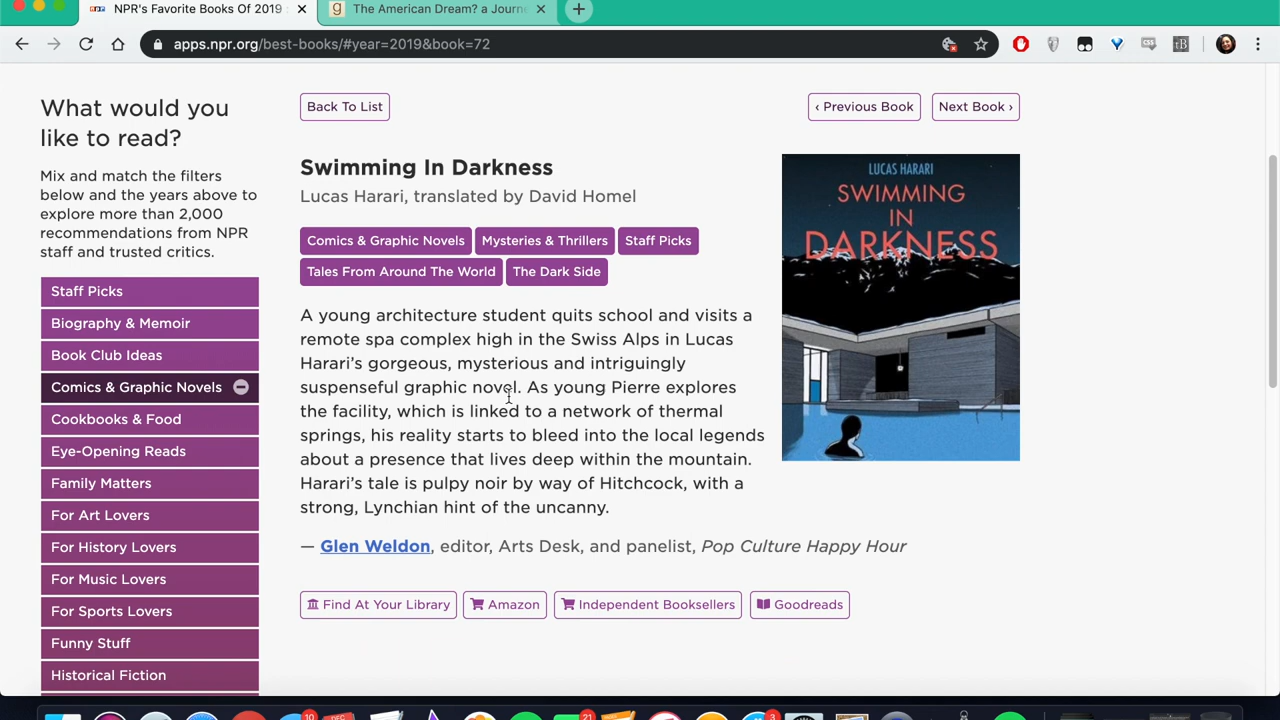 NPR's Favorite Books Of 2019
The American Dream? a Journe
apps.npr.org/best-books/#year=2019&book=72
What would you
like to read?
Mix and match the filters
below and the years above to
explore more than 2,000
recommendations from NPR
staff and trusted critics.
Staff Picks
Biography & Memoir
Book Club Ideas
Comics & Graphic Novels
Cookbooks & Food
Eye-Opening Reads
Family Matters
For Art Lovers
For History Lovers
For Music Lovers
For Sports Lovers
Funny Stuff
Historical Fiction
Back To List
‹ Previous Book
Next Book ›
Swimming In Darkness
Lucas Harari, translated by David Homel
Comics & Graphic Novels Mysteries & Thrillers Staff Picks
Tales From Around The World The Dark Side
A young architecture student quits school and visits a
remote spa complex high in the Swiss Alps in Lucas
Harari's gorgeous, mysterious and intriguingly
suspenseful graphic novel. As young Pierre explores
the facility, which is linked to a network of thermal
springs, his reality starts to bleed into the local legends
about a presence that lives deep within the mountain.
Harari's tale is pulpy noir by way of Hitchcock, with a
strong, Lynchian hint of the uncanny.
— Glen Weldon, editor, Arts Desk, and panelist, Pop Culture Happy Hour
Find At Your Library Amazon Independent Booksellers Goodreads
LUCAS HARARI
SWIMMING
IN
DARKNESS
10
DEC
21
3